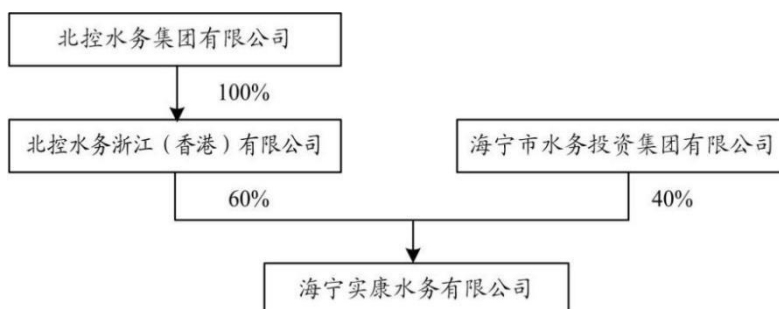 北控水务集团有限公司
100%
北控水务浙江（香港）有限公司
海宁市水务投资集团有限公司
60%
40%
海宁实康水务有限公司